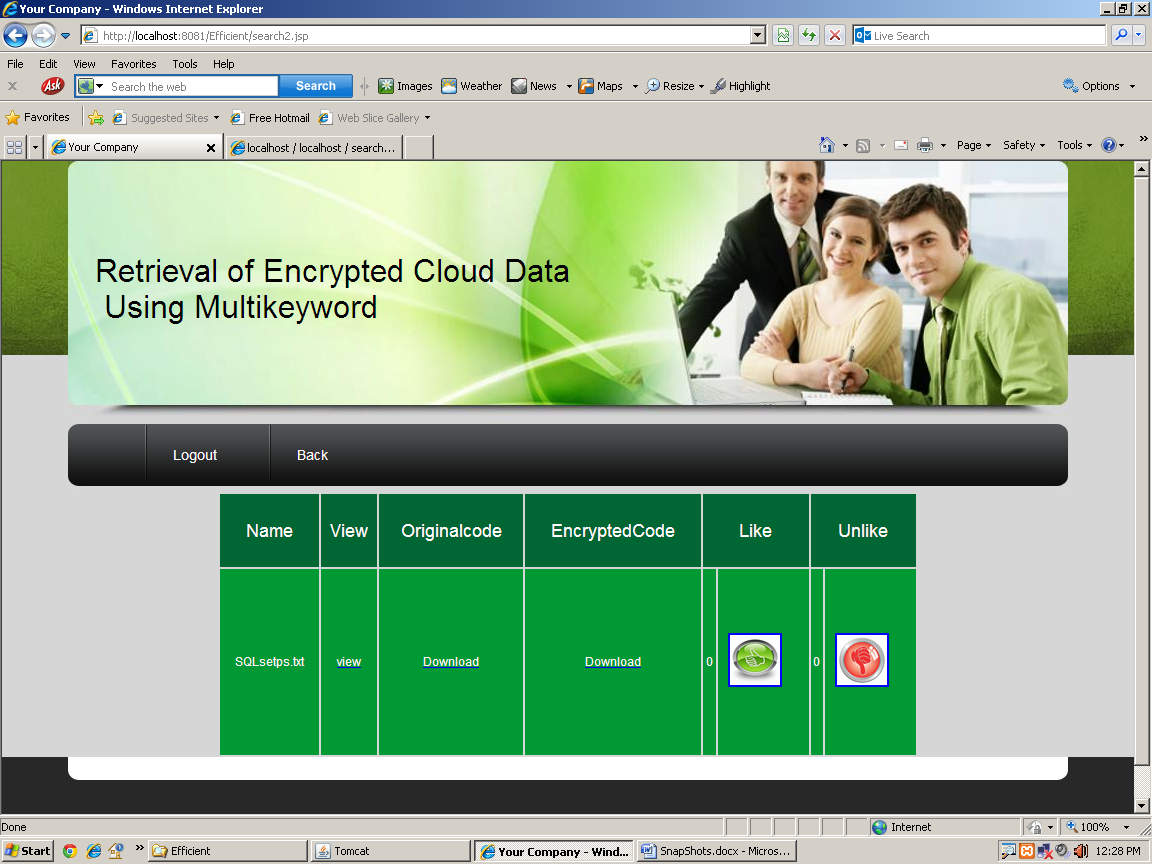 Your Company - Windows Internet Explorer
http://localhost:8081/Efficient/search2.jsp
Live Search
File Edit View Favorites Tools Help
Ask Search the web Search Images Weather News Maps Resize Highlight Options
Favorites Suggested Sites Free Hotmail Web Slice Gallery
Your Company localhost / localhost / search... Page Safety Tools
Retrieval of Encrypted Cloud Data
Using Multikeyword
Logout Back
Name View Originalcode EncryptedCode Like Unlike
SQLsetps.txt view Download Download 0 0
Done Internet 100%
Start Efficient Tomcat Your Company - Wind... SnapShots.docx - Micros... 12:28 PM